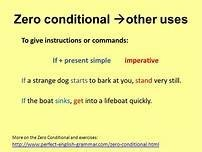 Zero conditional →other uses
To give instructions or commands:
If + present simple imperative
If a strange dog starts to bark at you, stand very still.
If the boat sinks, get into a lifeboat quickly.
More on the Zero Conditional and exercises:
http://www.perfect-english-grammar.com/zero-conditional.html